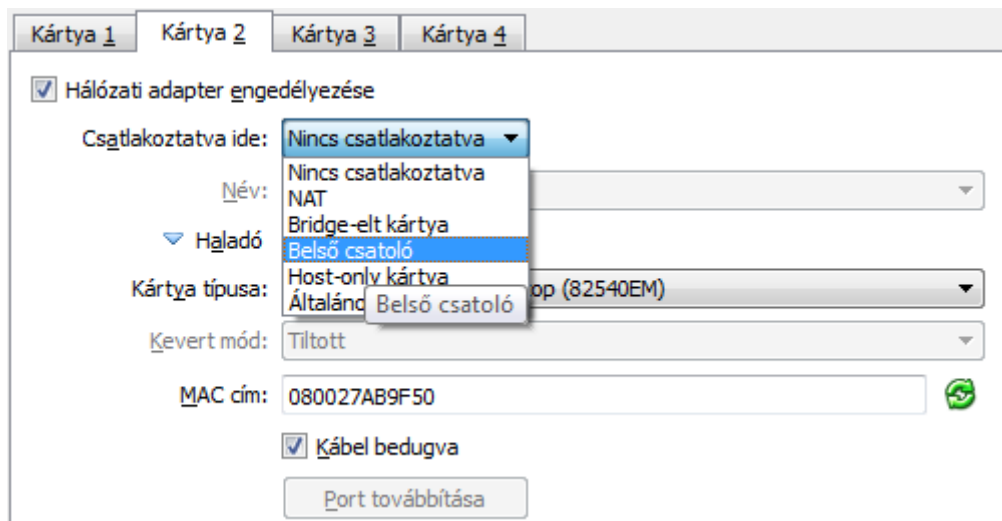 Kártya 1 Kártya 2 Kártya 3 Kártya 4
Hálózati adapter engedélyezése
Csatlakoztatva ide: Nincs csatlakoztatva
Nincs csatlakoztatva
Név:
NAT
Bridge-elt kártya
Haladó
Belső csatoló
Host-only kártya
Kártya típusa: (82540EM)
Belső csatoló
Kevert mód: Tiltott
MAC cím: 080027AB9F50
Kábel bedugva
Port továbbítása